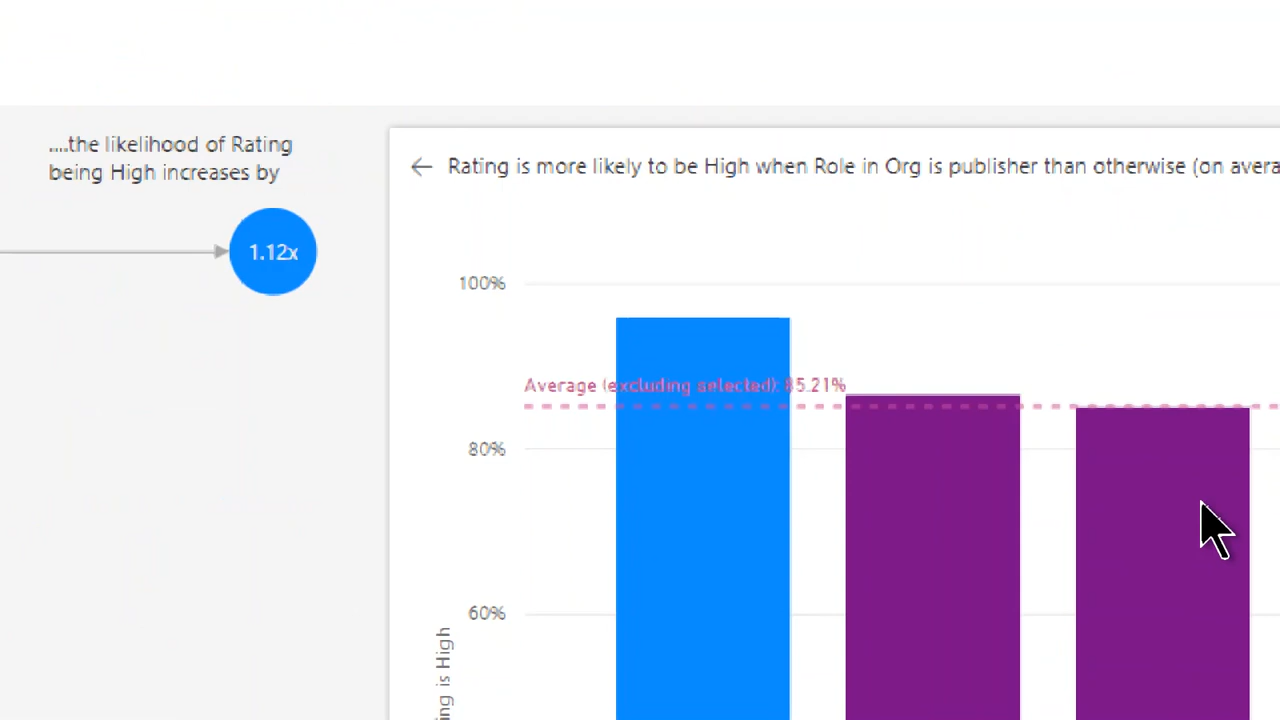 ....the likelihood of Rating
being High increases by
1.12x
Rating is more likely to be High when Role in Org is publisher than otherwise (on avera
100%
Average (excluding selected): 85.21%
80%
60%
ing is High